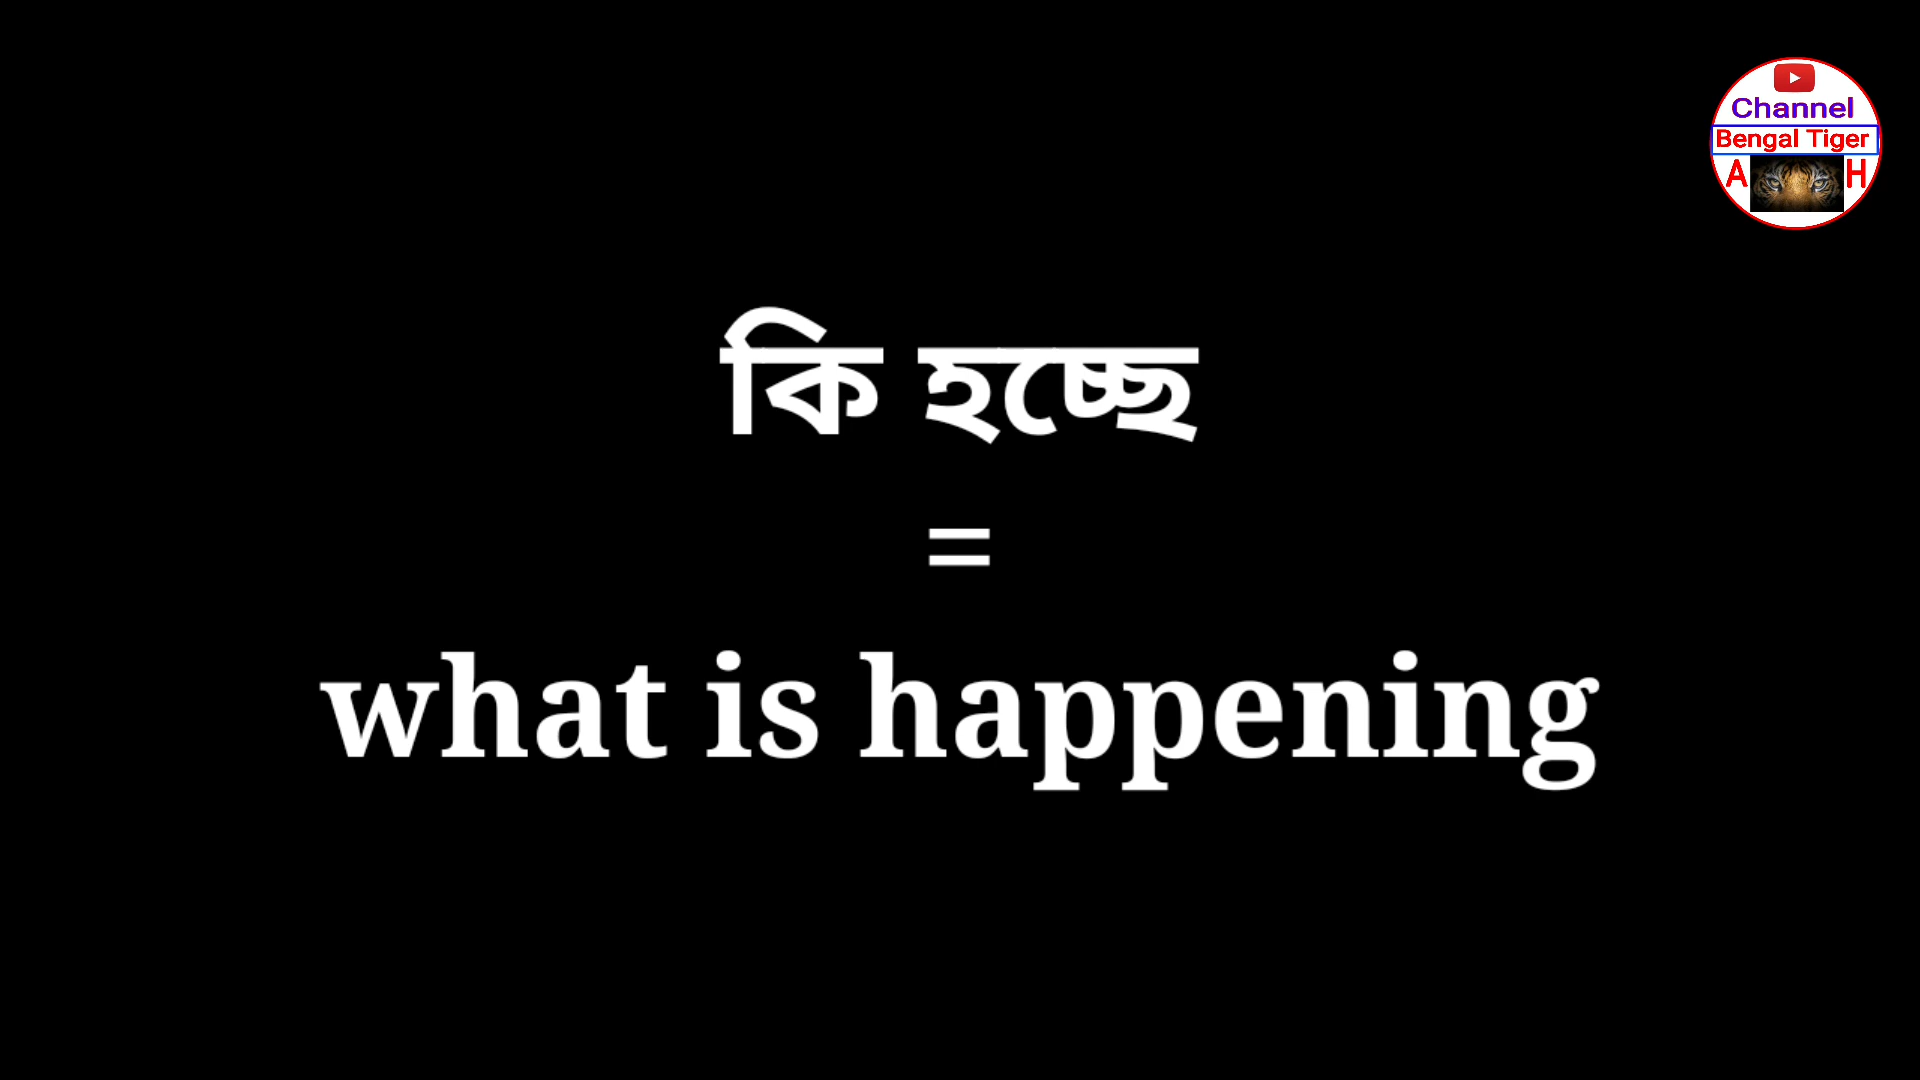 Channel
Bengal Tiger
A H
কি হচ্ছে
=
what is happening